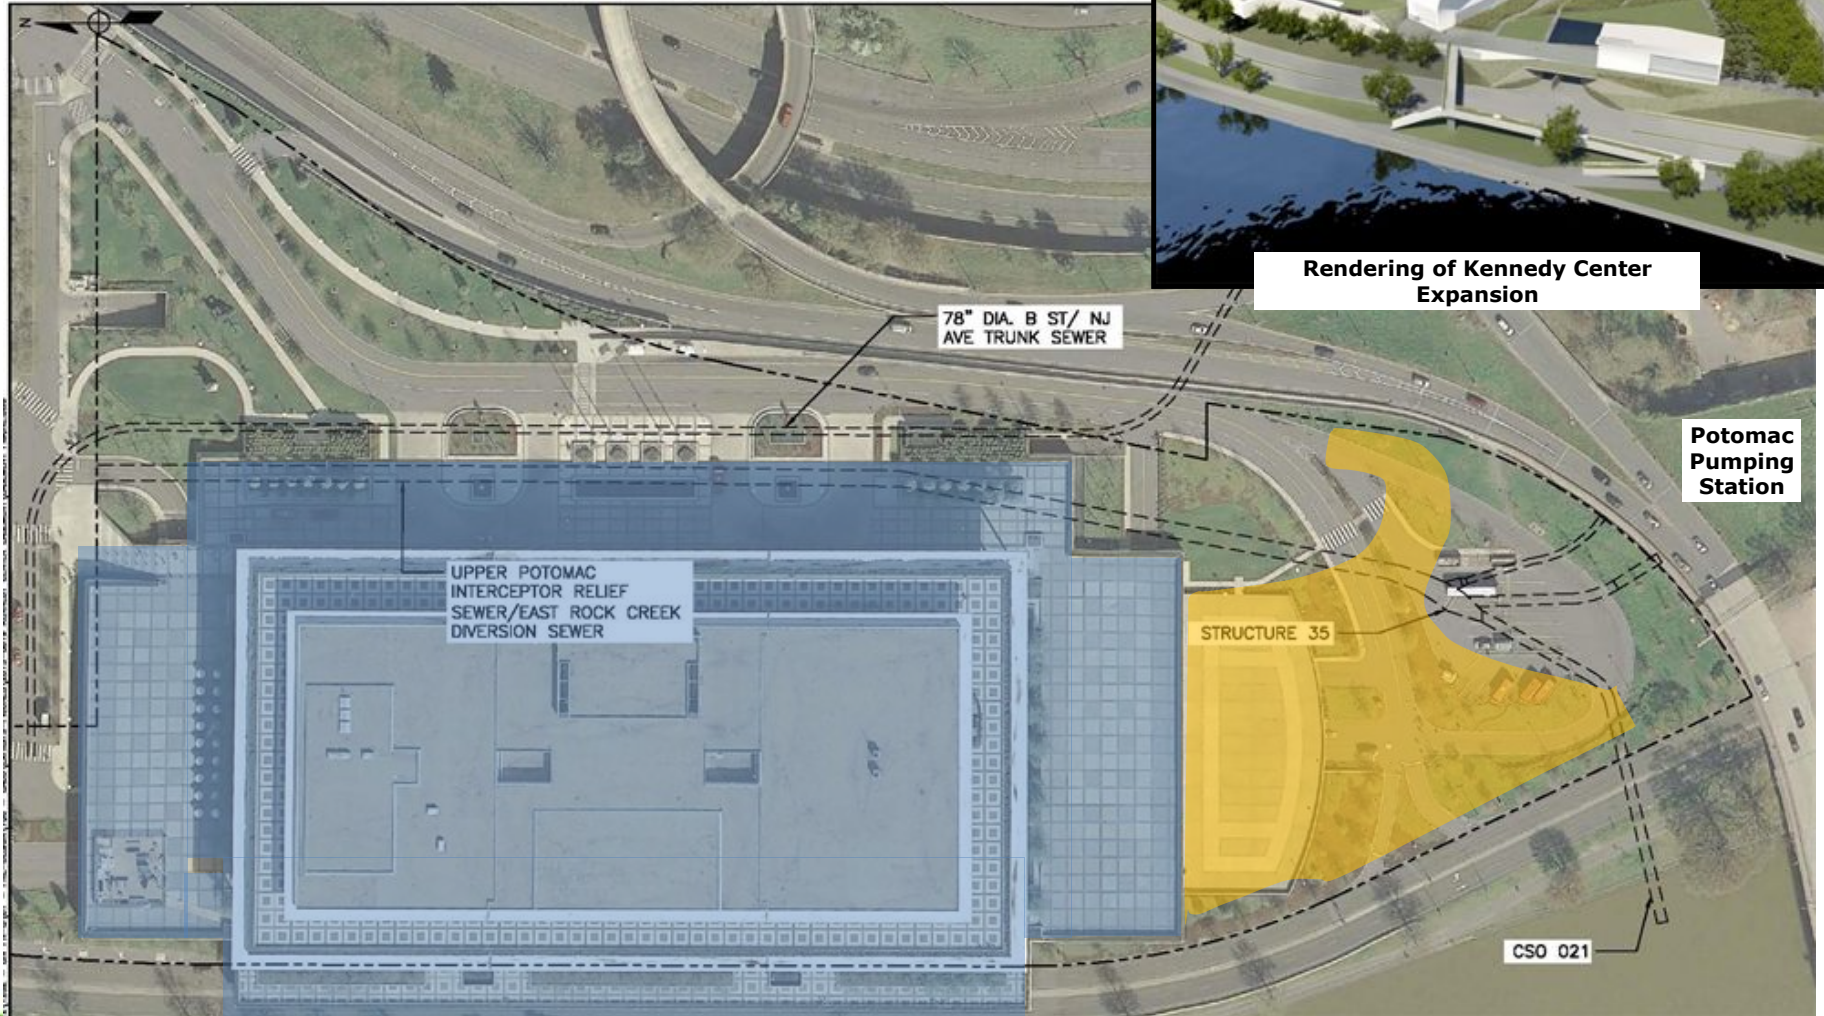 N
Rendering of Kennedy Center
Expansion
78" DIA. B ST/ NJ
AVE TRUNK SEWER
Potomac
Pumping
Station
UPPER POTOMAC
INTERCEPTOR RELIEF
SEWER/EAST ROCK CREEK
DIVERSION SEWER
STRUCTURE 35
CSO 021